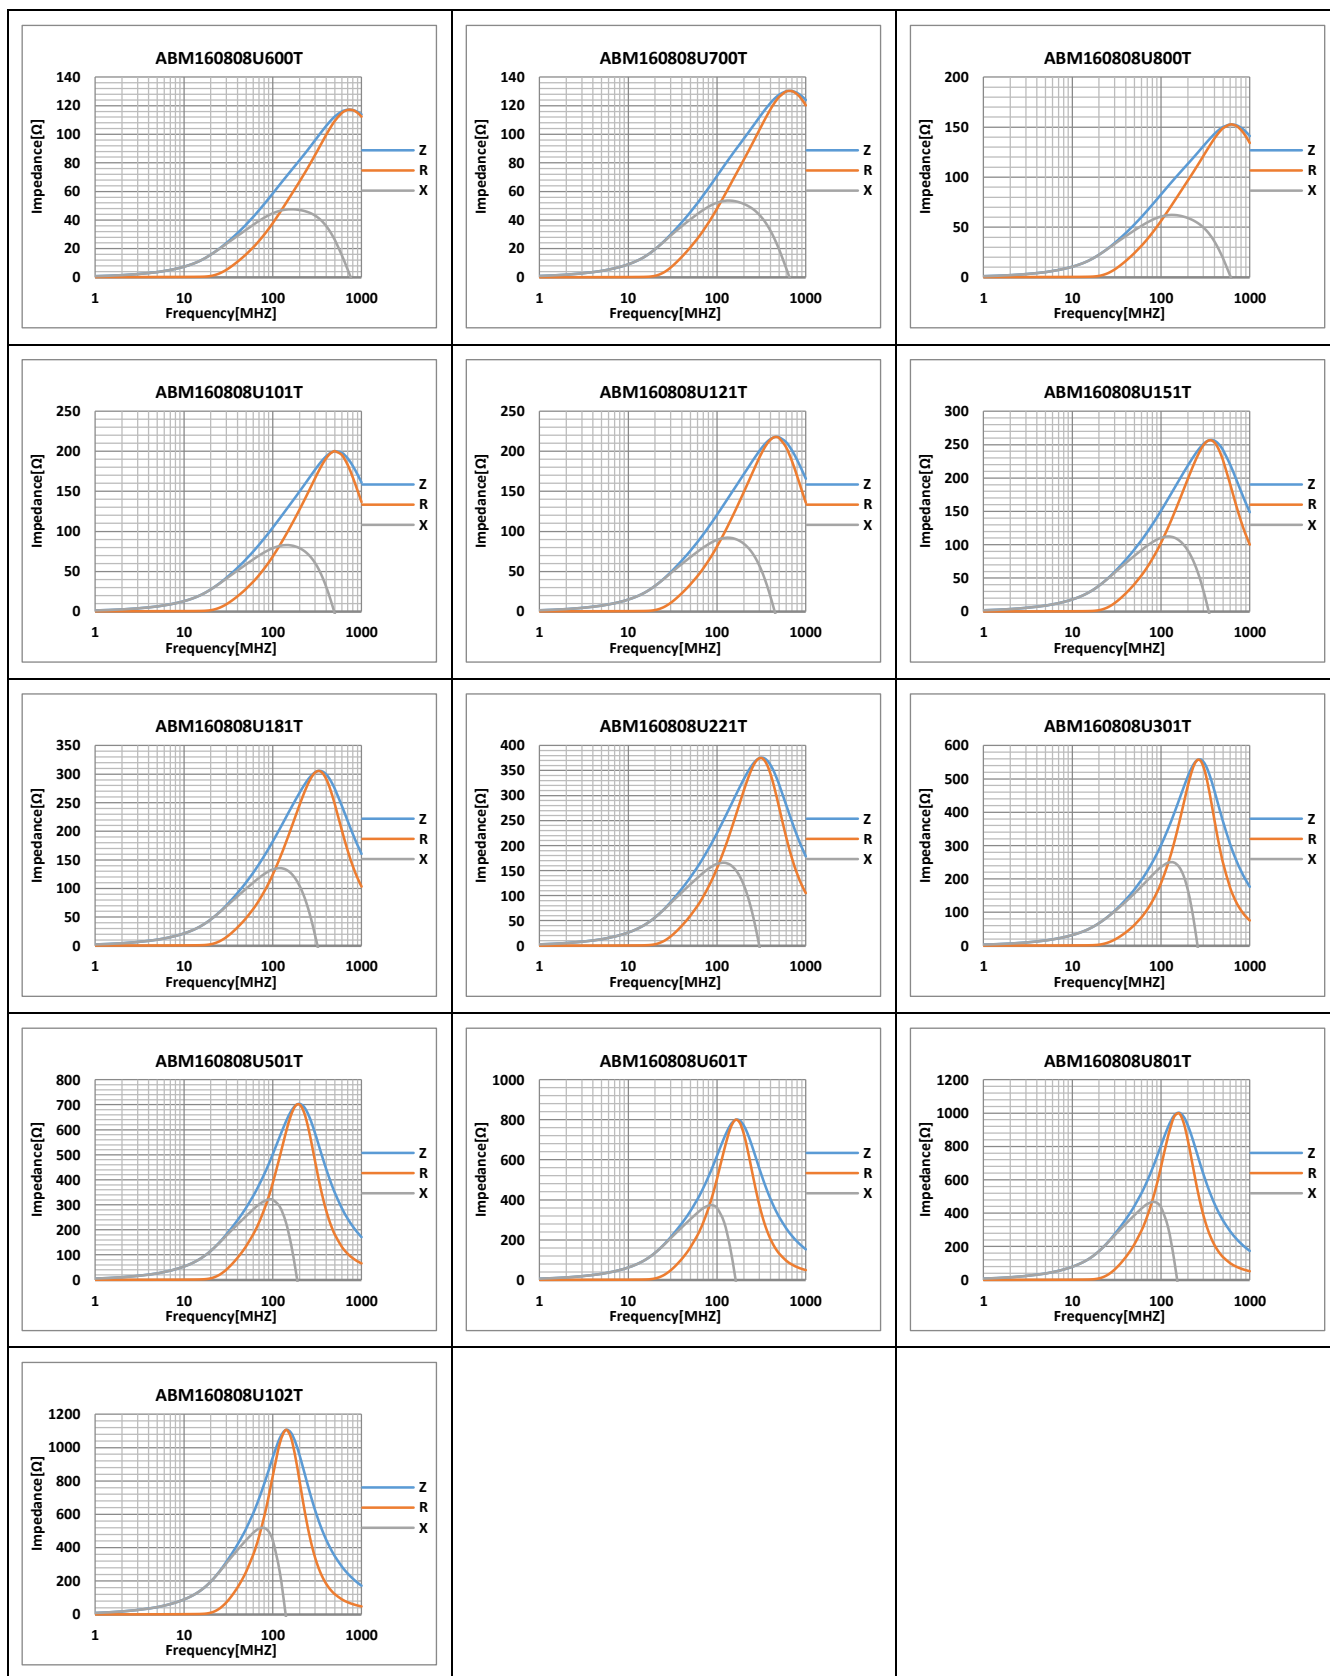 ABM160808U600T
140
120
100
80
60
40
20
0
Impedance[Ω]
Z
R
X
1 10 100 1000
Frequency[MHZ]
ABM160808U700T
140
120
100
80
60
40
20
0
Impedance[Ω]
Z
R
X
1 10 100 1000
Frequency[MHZ]
ABM160808U800T
200
150
100
50
0
Impedance[Ω]
Z
R
X
1 10 100 1000
Frequency[MHZ]
ABM160808U101T
250
200
150
100
50
0
Impedance[Ω]
Z
R
X
1 10 100 1000
Frequency[MHZ]
ABM160808U121T
250
200
150
100
50
0
Impedance[Ω]
Z
R
X
1 10 100 1000
Frequency[MHZ]
ABM160808U151T
300
250
200
150
100
50
0
Impedance[Ω]
Z
R
X
1 10 100 1000
Frequency[MHZ]
ABM160808U181T
350
300
250
200
150
100
50
0
Impedance[Ω]
Z
R
X
1 10 100 1000
Frequency[MHZ]
ABM160808U221T
400
350
300
250
200
150
100
50
0
Impedance[Ω]
Z
R
X
1 10 100 1000
Frequency[MHZ]
ABM160808U301T
600
500
400
300
200
100
0
Impedance[Ω]
Z
R
X
1 10 100 1000
Frequency[MHZ]
ABM160808U501T
800
700
600
500
400
300
200
100
0
Impedance[Ω]
Z
R
X
1 10 100 1000
Frequency[MHZ]
ABM160808U601T
1000
800
600
400
200
0
Impedance[Ω]
Z
R
X
1 10 100 1000
Frequency[MHZ]
ABM160808U801T
1200
1000
800
600
400
200
0
Impedance[Ω]
Z
R
X
1 10 100 1000
Frequency[MHZ]
ABM160808U102T
1200
1000
800
600
400
200
0
Impedance[Ω]
Z
R
X
1 10 100 1000
Frequency[MHZ]